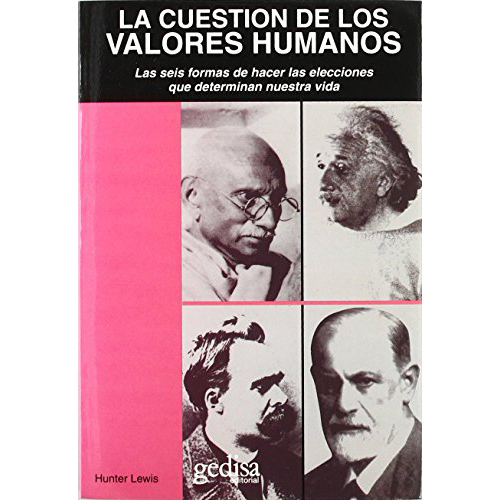 LA CUESTION DE LOS
VALORES HUMANOS
Las seis formas de hacer las elecciones
que determinan nuestra vida
Hunter Lewis
gedisa
editorial